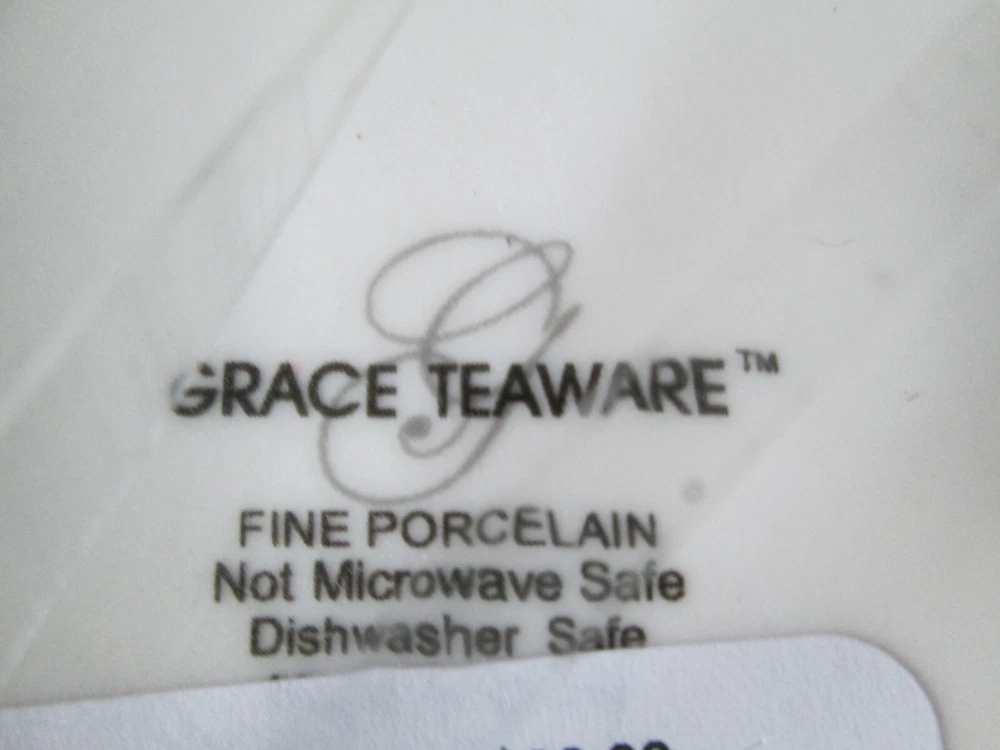 GRACE TEAWARE™
FINE PORCELAIN
Not Microwave Safe
Dishwasher Safe